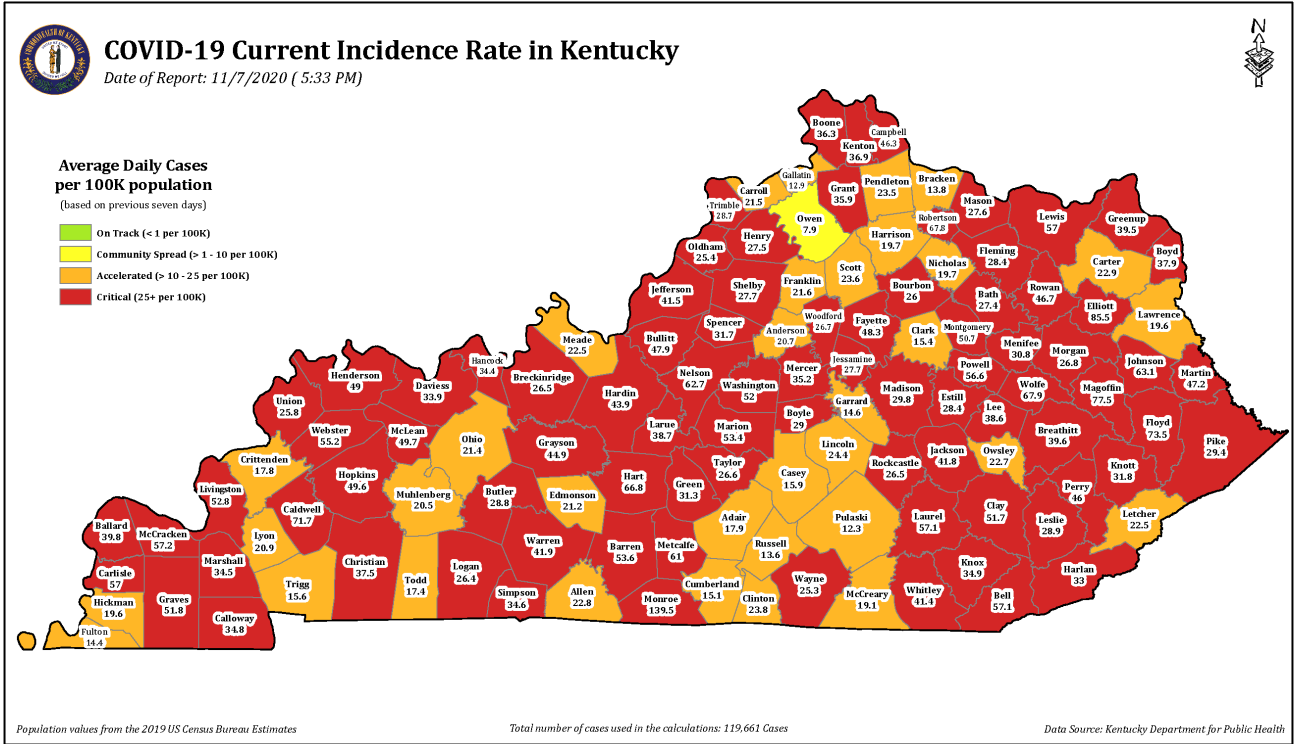 COVID-19 Current Incidence Rate in Kentucky
Date of Report: 11/7/2020 ( 5:33 PM)
N
Average Daily Cases
per 100K population
(based on previous seven days)
On Track (< 1 per 100K)
Community Spread (> 1 - 10 per 100K)
Accelerated (> 10 - 25 per 100K)
Critical (25+ per 100K)
Boone
36.3
Campbell
46.3
Kenton
36.9
Gallatin
12.9
Carroll
21.5
Grant
35.9
Pendleton
23.5
Bracken
13.8
Trimble
28.7
Owen
7.9
Robertson
67.8
Mason
27.6
Lewis
57
Greenup
39.5
Boyd
37.9
Oldham
25.4
Henry
27.5
Harrison
19.7
Fleming
28.4
Nicholas
19.7
Carter
22.9
Jefferson
41.5
Shelby
27.7
Franklin
21.6
Scott
23.6
Bourbon
26
Bath
27.4
Rowan
46.7
Elliott
85.5
Lawrence
19.6
Spencer
31.7
Anderson
20.7
Woodford
26.7
Fayette
48.3
Clark
15.4
Montgomery
50.7
Menifee
30.8
Morgan
26.8
Johnson
63.1
Martin
47.2
Meade
22.5
Bullitt
47.9
Nelson
62.7
Washington
52
Mercer
35.2
Jessamine
27.7
Madison
29.8
Powell
56.6
Estill
28.4
Wolfe
67.9
Magoffin
77.5
Hancock
34.4
Breckinridge
26.5
Hardin
43.9
Henderson
49
Daviess
33.9
Union
25.8
Webster
55.2
McLean
49.7
Ohio
21.4
Grayson
44.9
Larue
38.7
Marion
53.4
Boyle
29
Garrard
14.6
Lincoln
24.4
Lee
38.6
Breathitt
39.6
Floyd
73.5
Pike
29.4
Crittenden
17.8
Hopkins
49.6
Muhlenberg
20.5
Butler
28.8
Edmonson
21.2
Hart
66.8
Green
31.3
Taylor
26.6
Casey
15.9
Rockcastle
26.5
Jackson
41.8
Owsley
22.7
Perry
46
Knott
31.8
Livingston
52.8
Caldwell
71.7
Lyon
20.9
Ballard
39.8
McCracken
57.2
Marshall
34.5
Carlisle
57
Hickman
19.6
Fulton
14.4
Graves
51.8
Calloway
34.8
Trigg
15.6
Christian
37.5
Todd
17.4
Logan
26.4
Warren
41.9
Simpson
34.6
Allen
22.8
Barren
53.6
Metcalfe
61
Monroe
139.5
Adair
17.9
Russell
13.6
Cumberland
15.1
Clinton
23.8
Pulaski
12.3
Wayne
25.3
McCreary
19.1
Laurel
57.1
Clay
51.7
Leslie
28.9
Letcher
22.5
Knox
34.9
Whitley
41.4
Bell
57.1
Harlan
33
Population values from the 2019 US Census Bureau Estimates
Total number of cases used in the calculations: 119,661 Cases
Data Source: Kentucky Department for Public Health